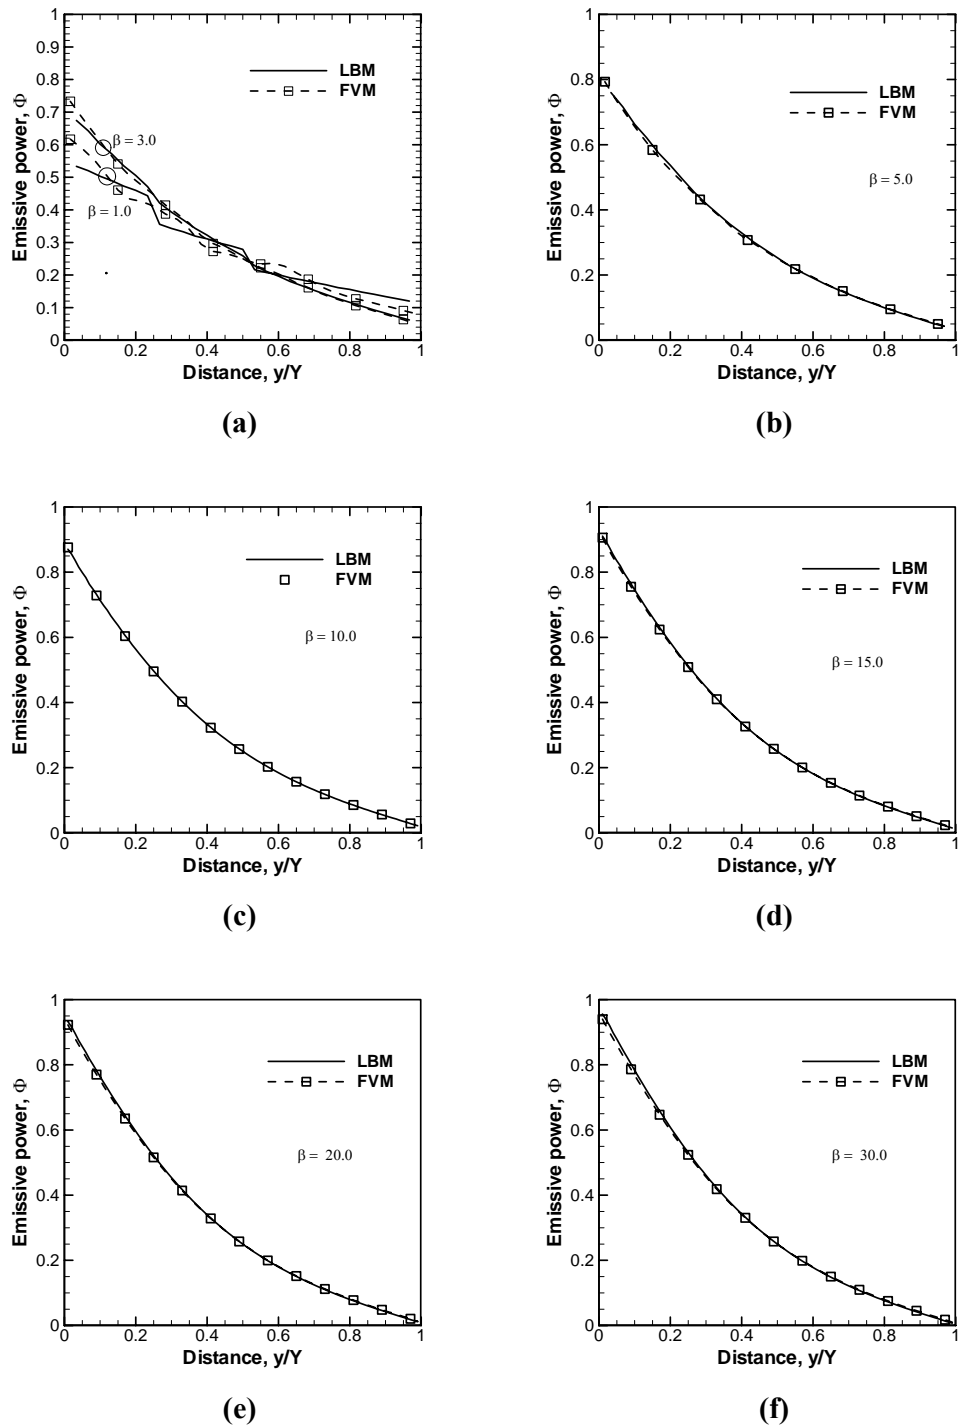 1
0.9
0.8
0.7
0.6
0.5
0.4
0.3
0.2
0.1
0
Emissive power, Φ
LBM
FVM
β = 3.0
β = 1.0
0 0.2 0.4 0.6 0.8 1
Distance, y/Y
(a)
1
0.8
0.6
0.4
0.2
0
Emissive power, Φ
LBM
FVM
β = 5.0
0 0.2 0.4 0.6 0.8 1
Distance, y/Y
(b)
1
0.8
0.6
0.4
0.2
0
Emissive power, Φ
LBM
FVM
β = 10.0
0 0.2 0.4 0.6 0.8 1
Distance, y/Y
(c)
1
0.8
0.6
0.4
0.2
0
Emissive power, Φ
LBM
FVM
β = 15.0
0 0.2 0.4 0.6 0.8 1
Distance, y/Y
(d)
1
0.8
0.6
0.4
0.2
0
Emissive power, Φ
LBM
FVM
β = 20.0
0 0.2 0.4 0.6 0.8 1
Distance, y/Y
(e)
1
0.8
0.6
0.4
0.2
0
Emissive power, Φ
LBM
FVM
β = 30.0
0 0.2 0.4 0.6 0.8 1
Distance, y/Y
(f)